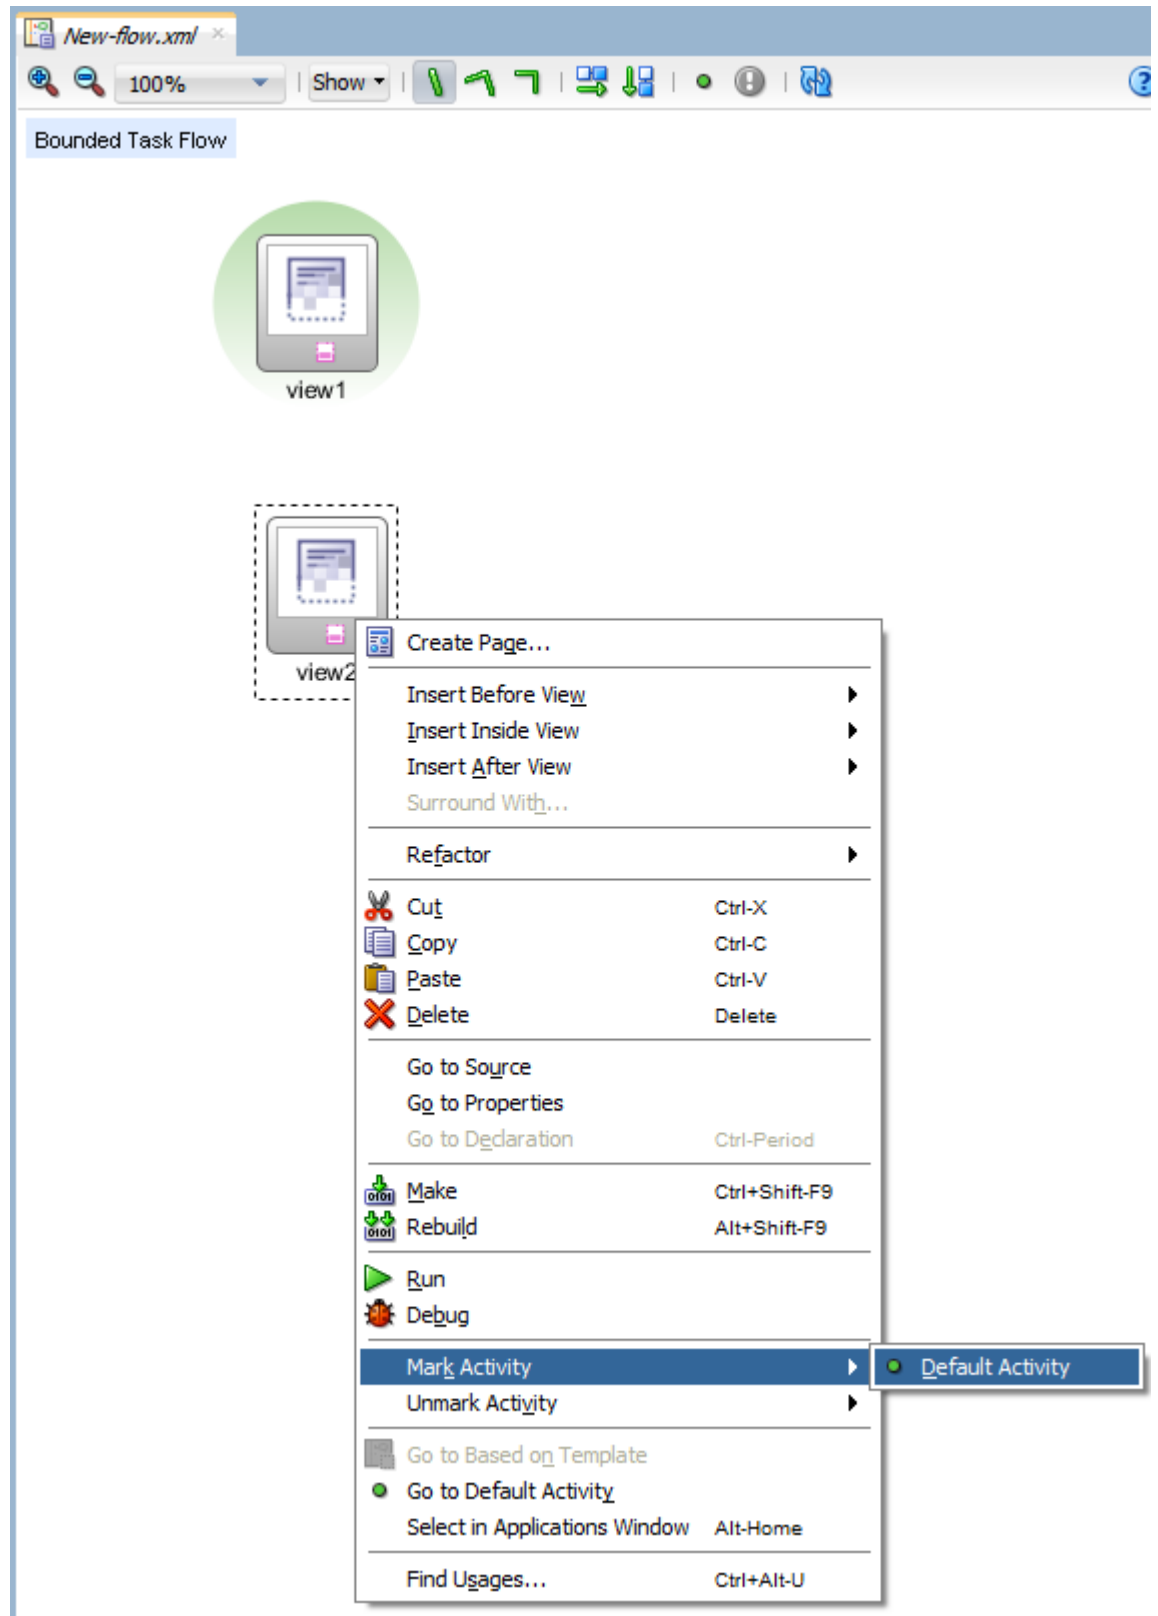 New-flow.xml
100% Show
Bounded Task Flow
view1
view2
Create Page...
Insert Before View
Insert Inside View
Insert After View
Surround With...
Refactor
Cut Ctrl-X
Copy Ctrl-C
Paste Ctrl-V
Delete Delete
Go to Source
Go to Properties
Go to Declaration Ctrl-Period
Make Ctrl+Shift-F9
Rebuild Alt+Shift-F9
Run
Debug
Mark Activity Default Activity
Unmark Activity
Go to Based on Template
Go to Default Activity
Select in Applications Window Alt-Home
Find Usages... Ctrl+Alt-U